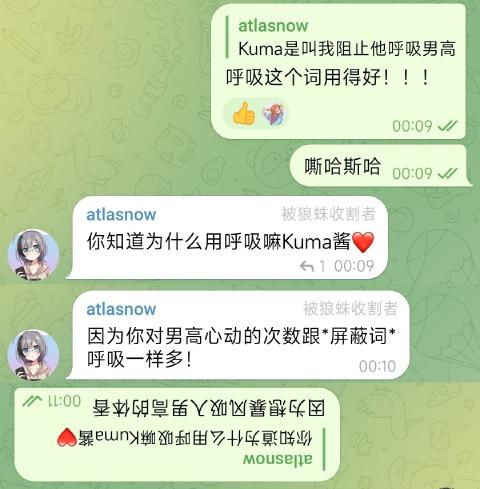 atlasnow
Kuma是叫我阻止他呼吸男高
呼吸这个词用得好！！！
00:09
嘶哈斯哈 00:09
atlasnow 被狼蛛收割者
你知道为什么用呼吸嘛Kuma酱❤️
1 00:09
atlasnow 被狼蛛收割者
因为你对男高心动的次数跟*屏蔽词*
呼吸一样多！
00:10
atlasnow
你知道为什么用呼吸嘛Kuma酱❤️
因为想暴风吸入男高的体香 00:11